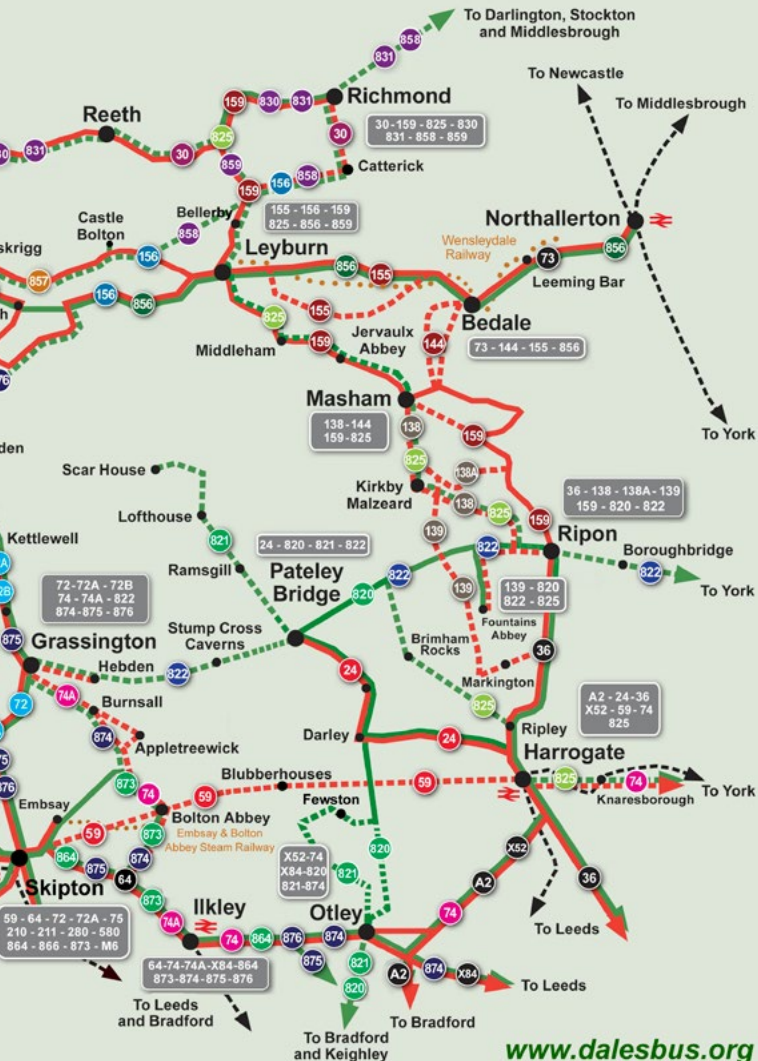 To Darlington, Stockton
and Middlesbrough
858
831
To Newcastle
To Middlesbrough
159
830
831
Richmond
Reeth
30-159-825-830
831-858-859
30
831
30
825
859
30
Catterick
159
156
858
Castle
Bolton
Bellerby
858
155 - 156 - 159
825 - 856 - 859
Northallerton
skrigg
156
Leyburn
Wensleydale
Railway
73
856
Leeming Bar
857
856
155
156
856
h
825
155
Bedale
Jervaulx
Abbey
144
73 - 144 - 155 - 856
Middleham
159
76
Masham
138-144
159-825
138
159
To York
den
825
138A
Scar House
Kirkby
Malzeard
138
825
36 - 138 - 138A - 139
159 - 820 - 822
Lofthouse
139
159
Ripon
Kettlewell
821
24 - 820 - 821 - 822
822
Boroughbridge
822
To York
A
2B
72-72A - 72B
74 - 74A - 822
874-875 - 876
Ramsgill
Pateley
Bridge
820
822
139
139 - 820
822 - 825
Fountains
Abbey
875
Grassington
Stump Cross
Caverns
Brimham
Rocks
36
Hebden
822
24
Markington
A2 - 24-36
X52 - 59 - 74
825
72
74A
Burnsall
825
Ripley
874
Appletreewick
Darley
24
Harrogate
75
76
873
74
Blubberhouses
59
825
74
To York
Knaresborough
Embsay
59
Bolton Abbey
Embsay & Bolton
Abbey Steam Railway
Fewston
59
873
864
875
874
X52-74
X84-820
821-874
820
X52
Skipton
64
821
A2
36
873
59 - 64 - 72 - 72A - 75
210 - 211 - 280 - 580
864 - 866 - 873 - M6
74A
Ilkley
Otley
74
To Leeds
74
864
876
874
64-74-74A-X84-864
873-874-875-876
875
821
A2
874
X84
To Leeds
820
To Leeds
and Bradford
To Bradford
and Keighley
To Bradford
www.dalesbus.org